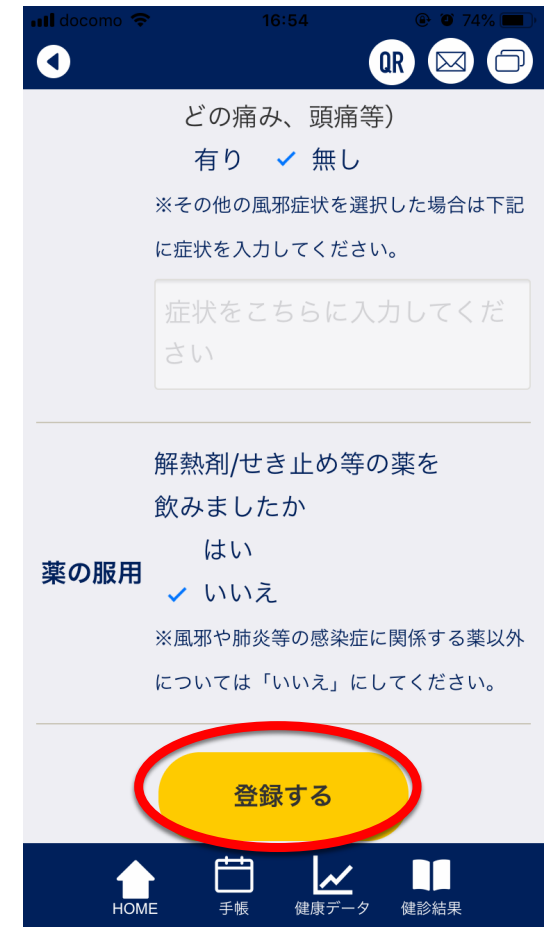 docomo 16:54 74%
QR
どの痛み、頭痛等)
有り ✓ 無し
※その他の風邪症状を選択した場合は下記
に症状を入力してください。
症状をこちらに入力してくだ
さい
解熱剤/せき止め等の薬を
飲みましたか
はい
薬の服用
✓ いいえ
※風邪や肺炎等の感染症に関係する薬以外
については「いいえ」にしてください。
登録する
HOME 手帳 健康データ 健診結果